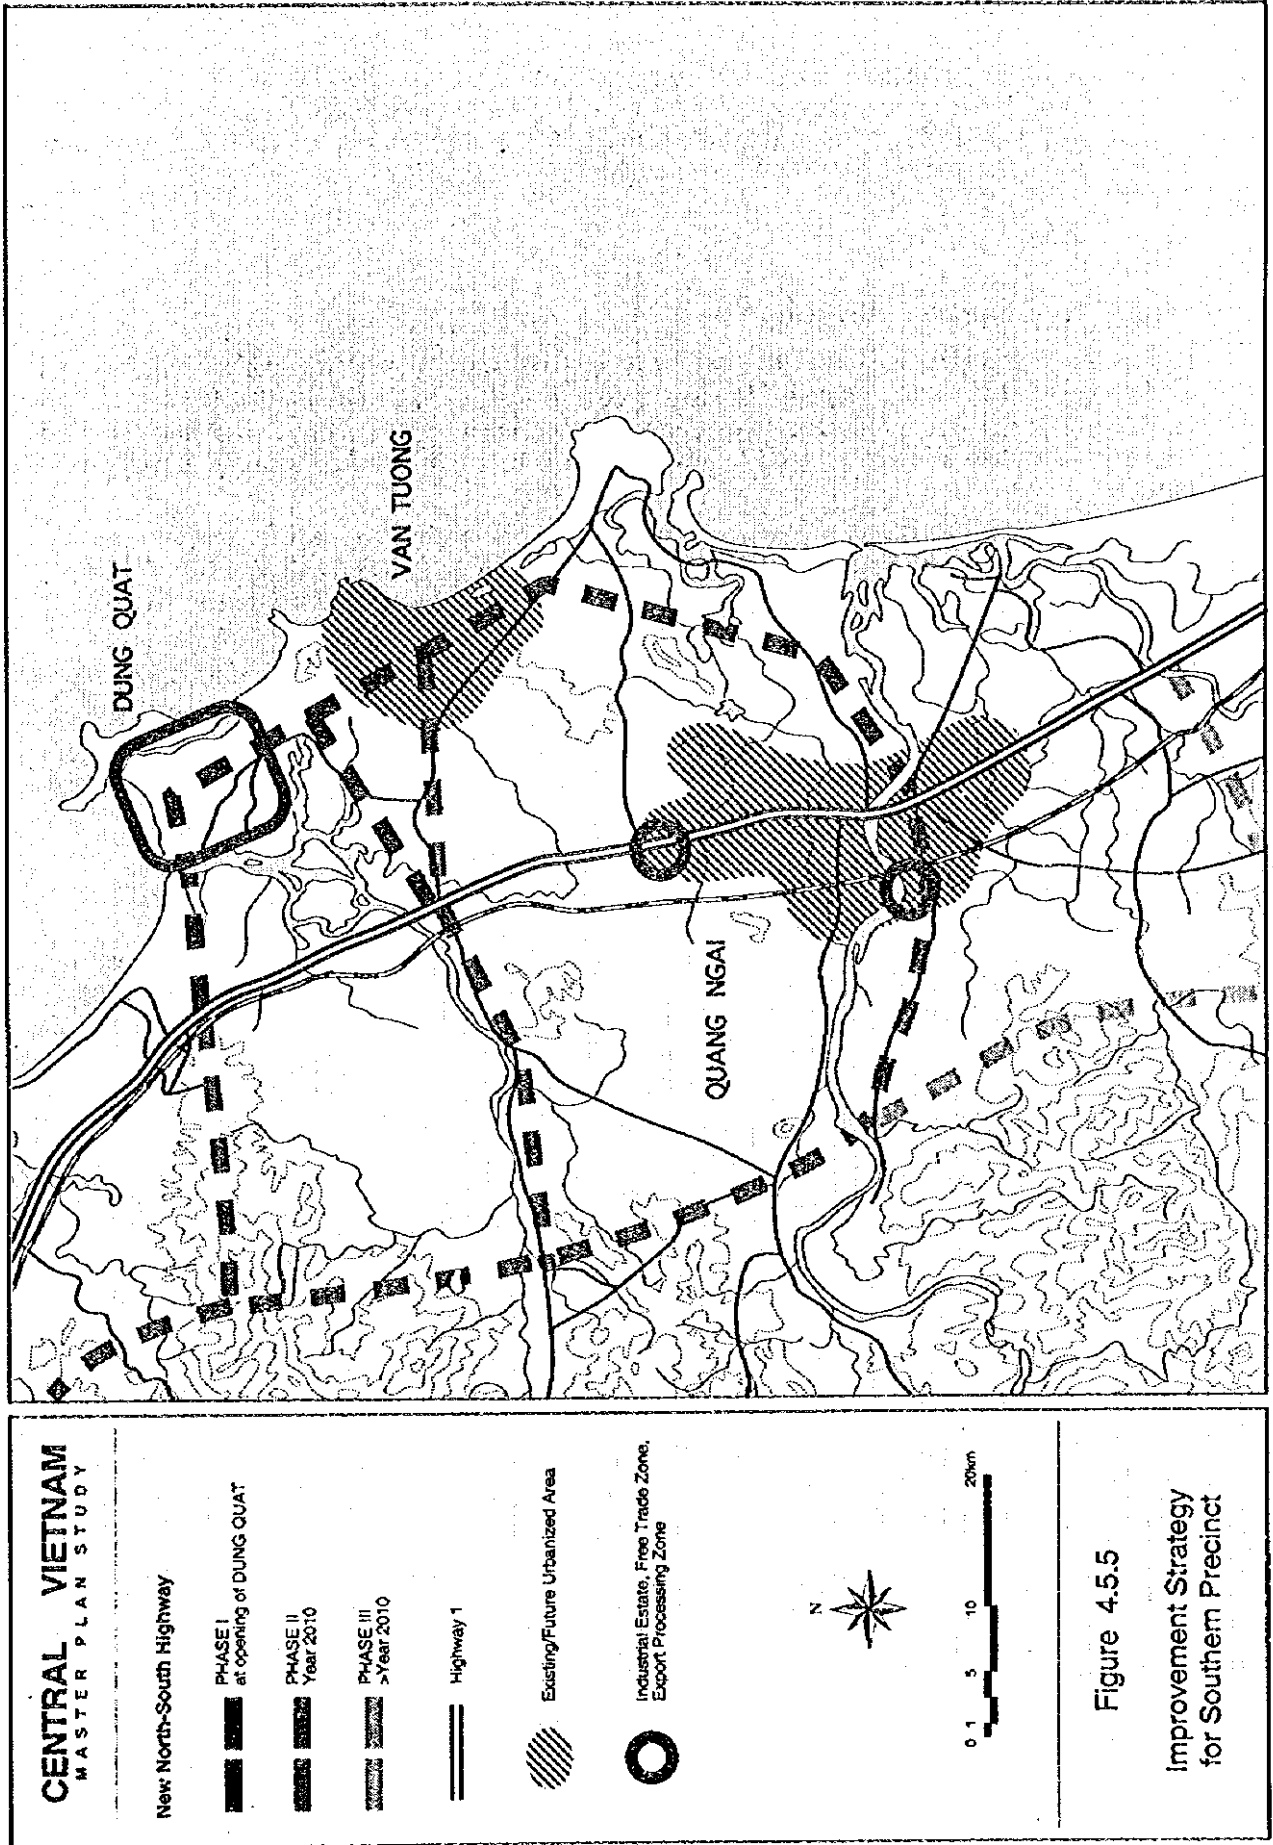 CENTRAL VIETNAM
MASTER PLAN STUDY
New North-South Highway
PHASE I
at opening of DUNG QUAT
PHASE II
Year 2010
PHASE III
>Year 2010
Highway 1
Existing/Future Urbanized Area
Industrial Estate, Free Trade Zone,
Export Processing Zone
N
0 1 5 10 20km
Figure 4.5.5
Improvement Strategy
for Southern Precinct
DUNG QUAT
VAN TUONG
QUANG NGAI